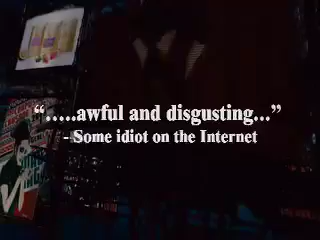 “.....awful and disgusting...”
- Some idiot on the Internet